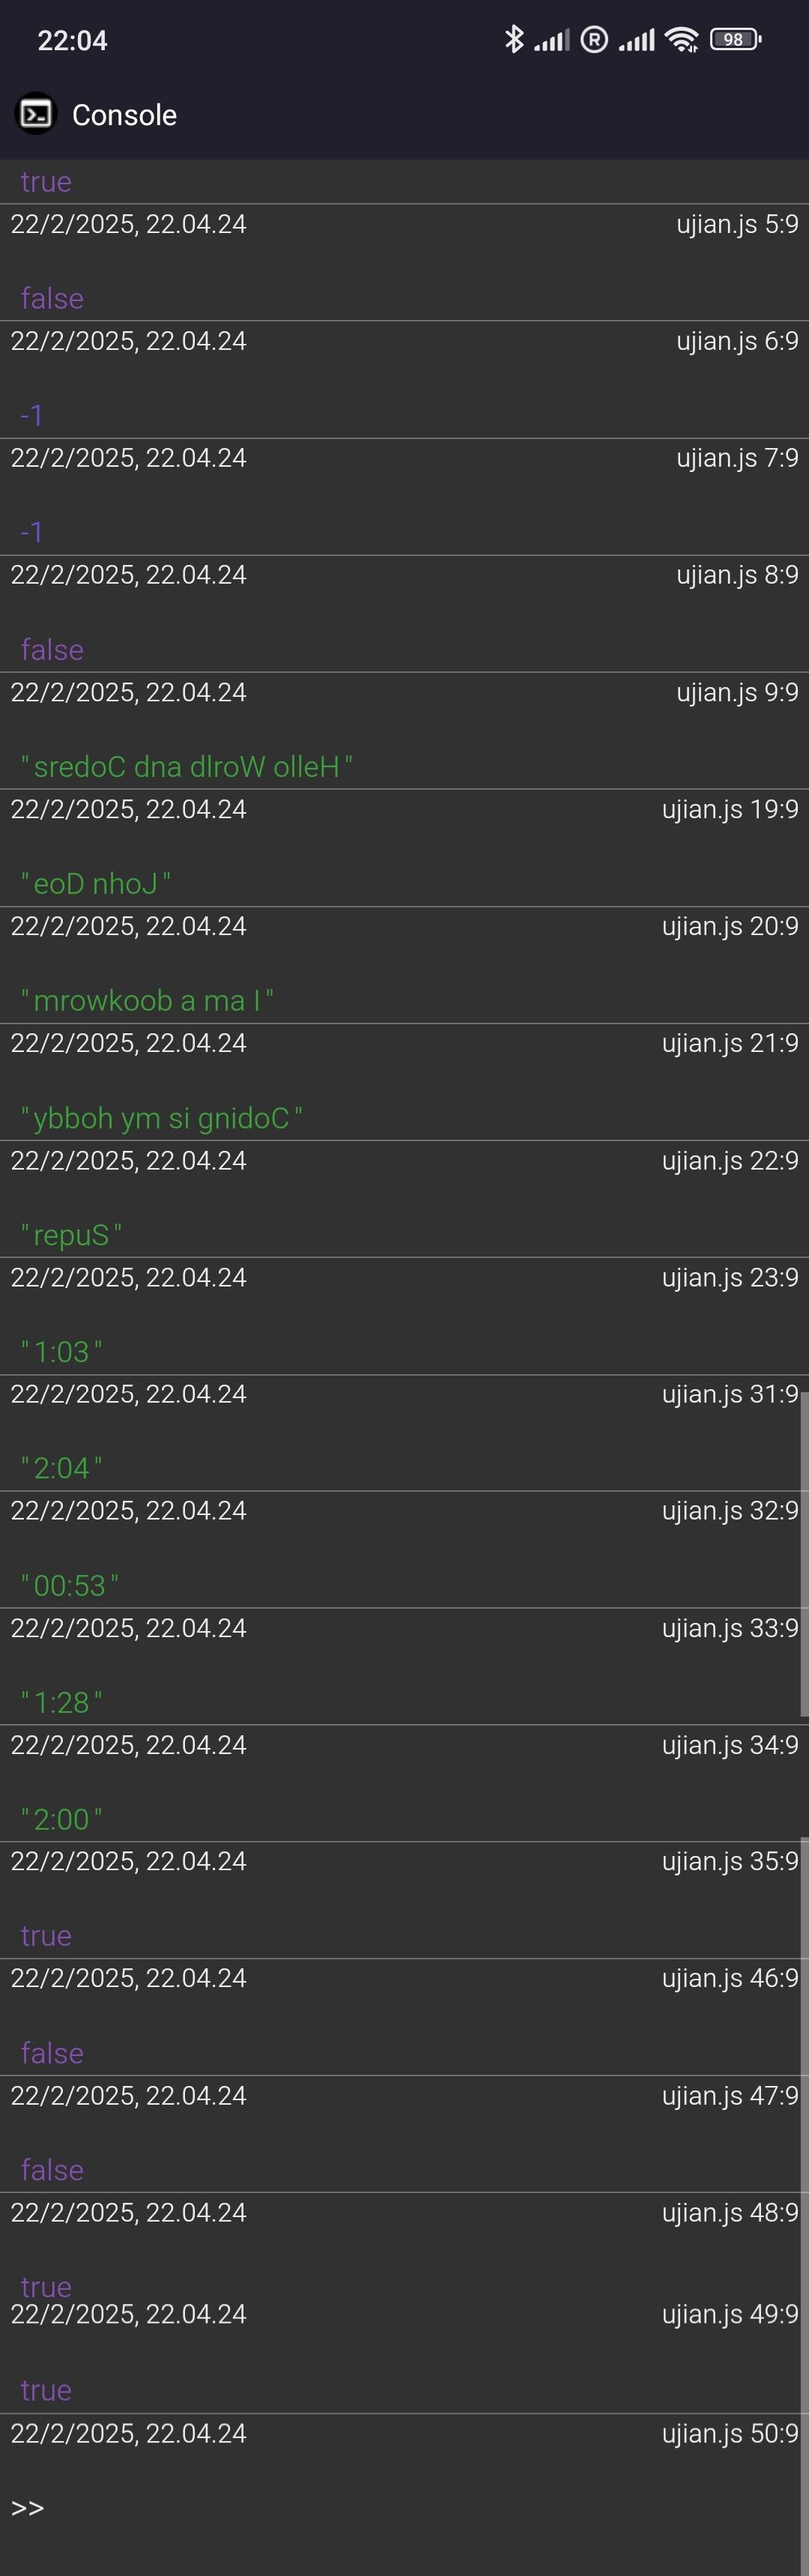 22:04
R
98
Console
true
22/2/2025, 22.04.24 ujian.js 5:9
false
22/2/2025, 22.04.24 ujian.js 6:9
-1
22/2/2025, 22.04.24 ujian.js 7:9
-1
22/2/2025, 22.04.24 ujian.js 8:9
false
22/2/2025, 22.04.24 ujian.js 9:9
"sredoC dna dlroW olleH"
22/2/2025, 22.04.24 ujian.js 19:9
"eoD nhoJ"
22/2/2025, 22.04.24 ujian.js 20:9
"mrowkoob a ma I"
22/2/2025, 22.04.24 ujian.js 21:9
"ybboh ym si gnidoC"
22/2/2025, 22.04.24 ujian.js 22:9
"repuS"
22/2/2025, 22.04.24 ujian.js 23:9
"1:03"
22/2/2025, 22.04.24 ujian.js 31:9
"2:04"
22/2/2025, 22.04.24 ujian.js 32:9
"00:53"
22/2/2025, 22.04.24 ujian.js 33:9
"1:28"
22/2/2025, 22.04.24 ujian.js 34:9
"2:00"
22/2/2025, 22.04.24 ujian.js 35:9
true
22/2/2025, 22.04.24 ujian.js 46:9
false
22/2/2025, 22.04.24 ujian.js 47:9
false
22/2/2025, 22.04.24 ujian.js 48:9
true
22/2/2025, 22.04.24 ujian.js 49:9
true
22/2/2025, 22.04.24 ujian.js 50:9
>>